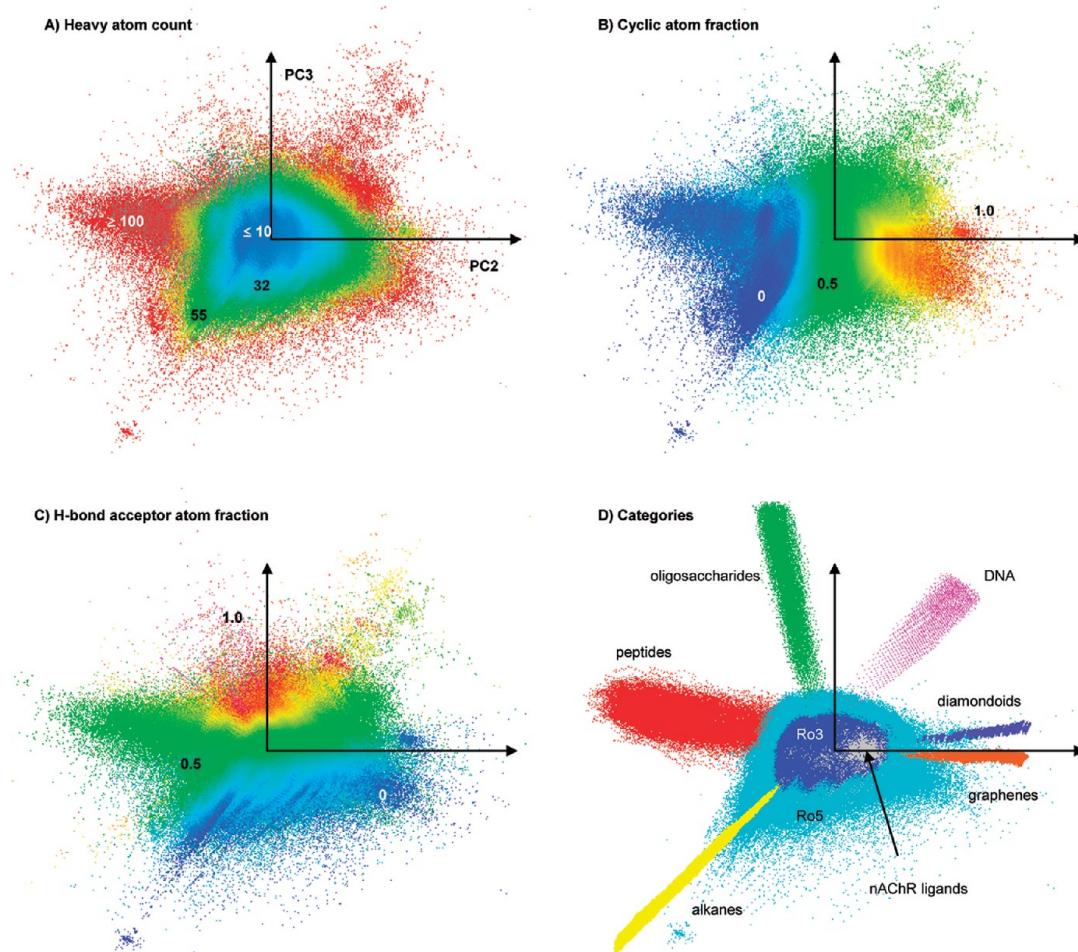 A) Heavy atom count
PC3
≥ 100
≤ 10
PC2
32
55
B) Cyclic atom fraction
1.0
0.5
0
C) H-bond acceptor atom fraction
1.0
0.5
0
D) Categories
oligosaccharides
DNA
peptides
diamondoids
Ro3
graphenes
Ro5
nAChR ligands
alkanes